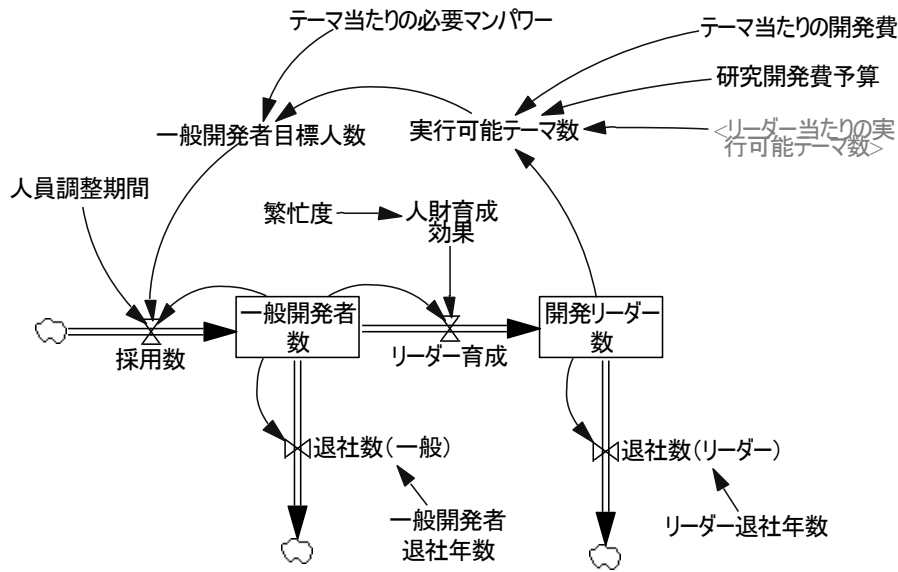 テーマ当たりの必要マンパワー
テーマ当たりの開発費
研究開発費予算
一般開発者目標人数
実行可能テーマ数
<リーダー当たりの実
行可能テーマ数>
人員調整期間
繁忙度
人財育成
効果
一般開発者
数
開発リーダー
数
採用数
リーダー育成
退社数(一般)
退社数(リーダー)
一般開発者
退社年数
リーダー退社年数